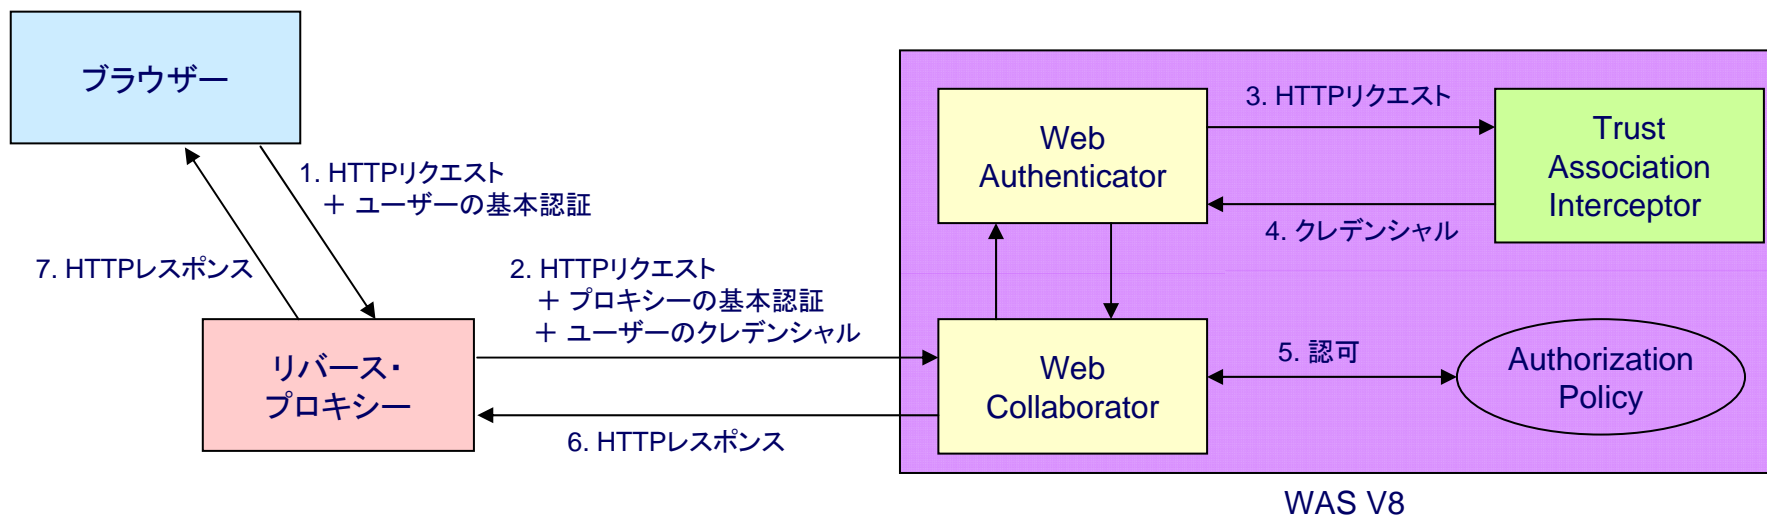 ブラウザー
1. HTTPリクエスト
＋ ユーザーの基本認証
7. HTTPレスポンス
リバース・
プロキシー
2. HTTPリクエスト
＋ プロキシーの基本認証
＋ ユーザーのクレデンシャル
6. HTTPレスポンス
Web
Authenticator
3. HTTPリクエスト
4. クレデンシャル
Trust
Association
Interceptor
Web
Collaborator
5. 認可
Authorization
Policy
WAS V8